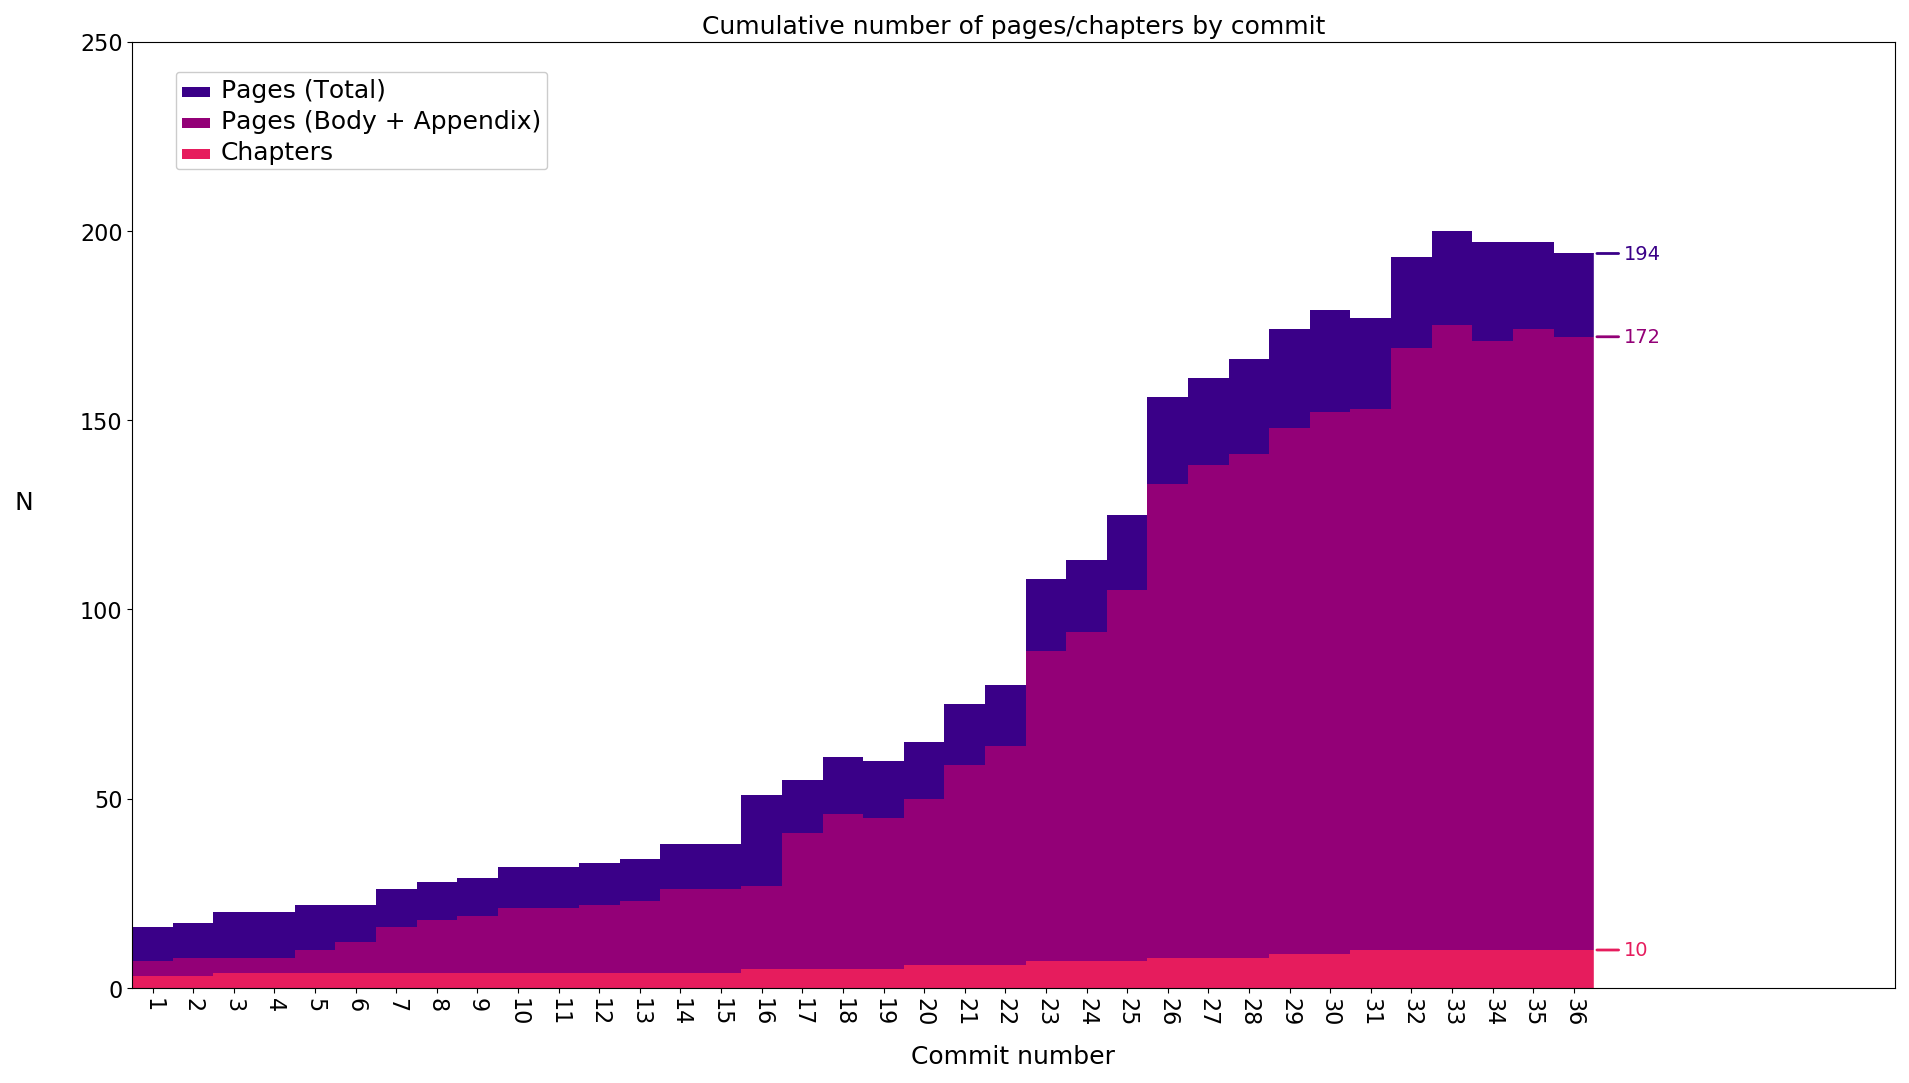 Cumulative number of pages/chapters by commit
250
200
150
100
50
0
N
Pages (Total)
Pages (Body + Appendix)
Chapters
194
172
10
1 2 3 4 5 6 7 8 9 10 11 12 13 14 15 16 17 18 19 20 21 22 23 24 25 26 27 28 29 30 31 32 33 34 35 36
Commit number